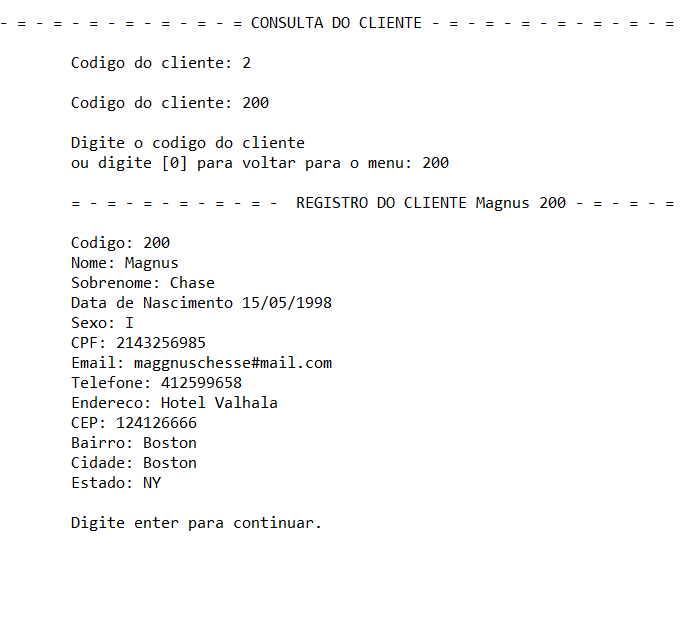 - = - = - = - = - = - = - = CONSULTA DO CLIENTE - = - = - = - = - = - = - =
Codigo do cliente: 2
Codigo do cliente: 200
Digite o codigo do cliente
ou digite [0] para voltar para o menu: 200
= - = - = - = - = - = -  REGISTRO DO CLIENTE Magnus 200 - = - = - =
Codigo: 200
Nome: Magnus
Sobrenome: Chase
Data de Nascimento 15/05/1998
Sexo: I
CPF: 2143256985
Email: maggnuschesse#mail.com
Telefone: 412599658
Endereco: Hotel Valhala
CEP: 124126666
Bairro: Boston
Cidade: Boston
Estado: NY
Digite enter para continuar.